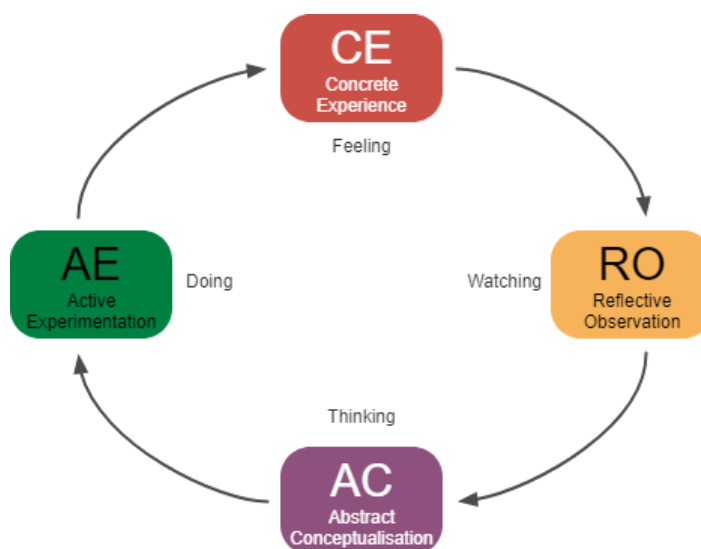 CE
Concrete
Experience
Feeling
AE
Active
Experimentation
Doing
Watching
RO
Reflective
Observation
Thinking
AC
Abstract
Conceptualisation